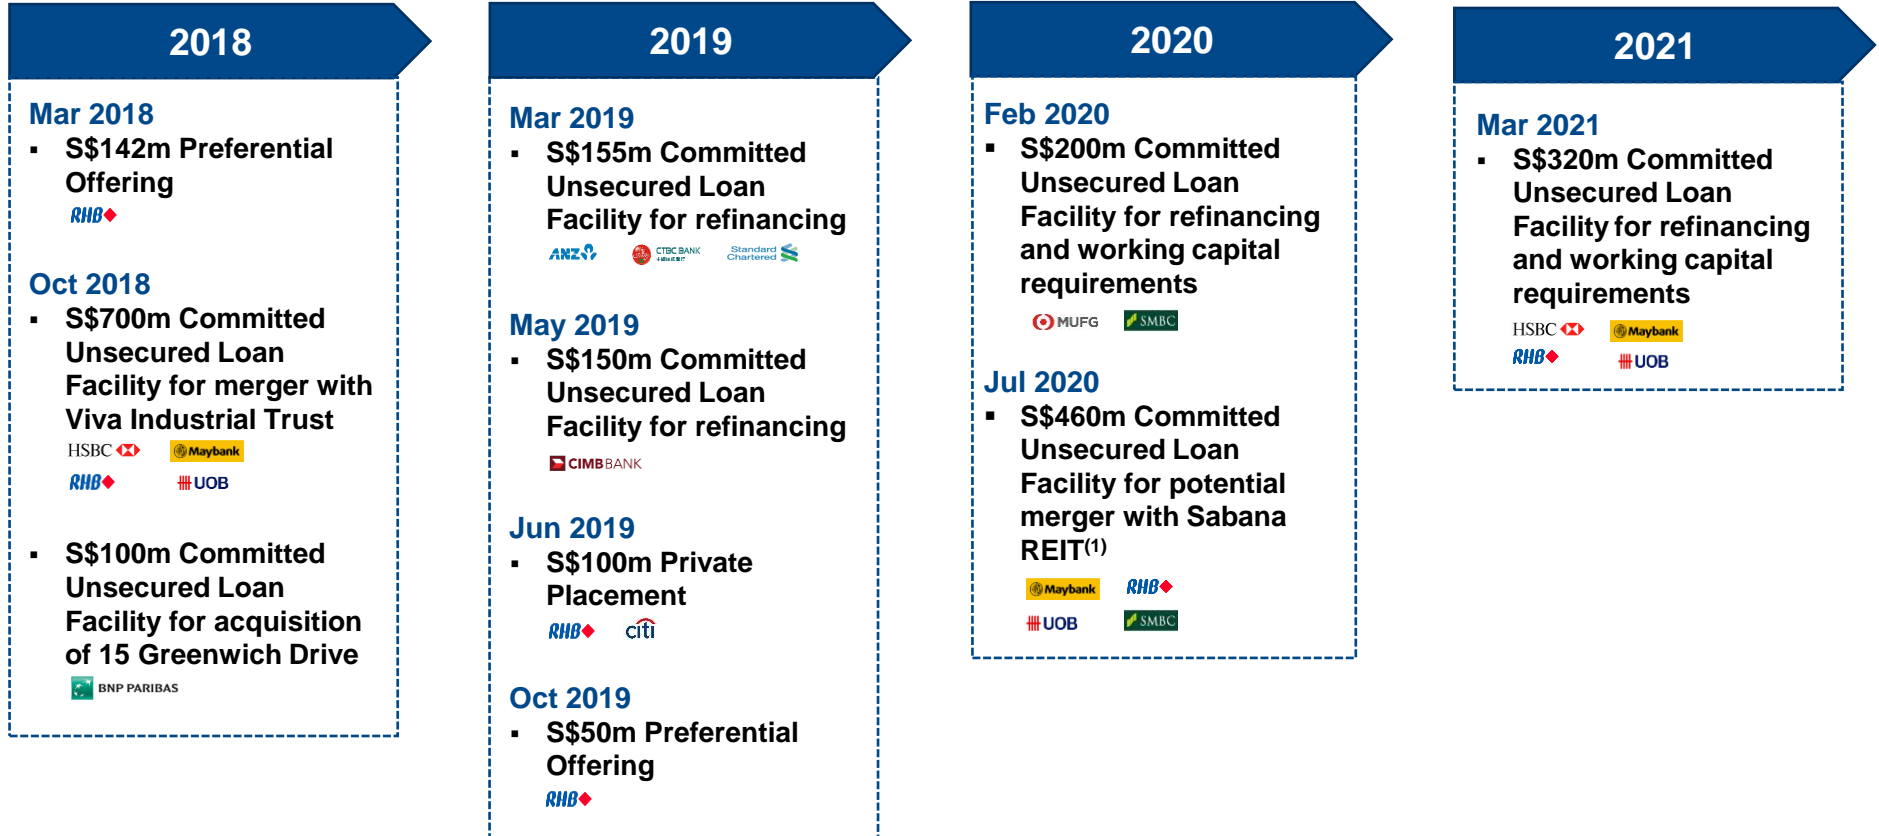 2018
Mar 2018
▪ S$142m Preferential
Offering
RHB
Oct 2018
▪ S$700m Committed
Unsecured Loan
Facility for merger with
Viva Industrial Trust
HSBC Maybank
RHB UOB
▪ S$100m Committed
Unsecured Loan
Facility for acquisition
of 15 Greenwich Drive
BNP PARIBAS
2019
Mar 2019
▪ S$155m Committed
Unsecured Loan
Facility for refinancing
ANZ CTBC BANK Standard
Chartered
May 2019
▪ S$150m Committed
Unsecured Loan
Facility for refinancing
CIMB BANK
Jun 2019
▪ S$100m Private
Placement
RHB citi
Oct 2019
▪ S$50m Preferential
Offering
RHB
2020
Feb 2020
▪ S$200m Committed
Unsecured Loan
Facility for refinancing
and working capital
requirements
MUFG SMBC
Jul 2020
▪ S$460m Committed
Unsecured Loan
Facility for potential
merger with Sabana
REIT(1)
Maybank RHB
UOB SMBC
2021
Mar 2021
▪ S$320m Committed
Unsecured Loan
Facility for refinancing
and working capital
requirements
HSBC Maybank
RHB UOB